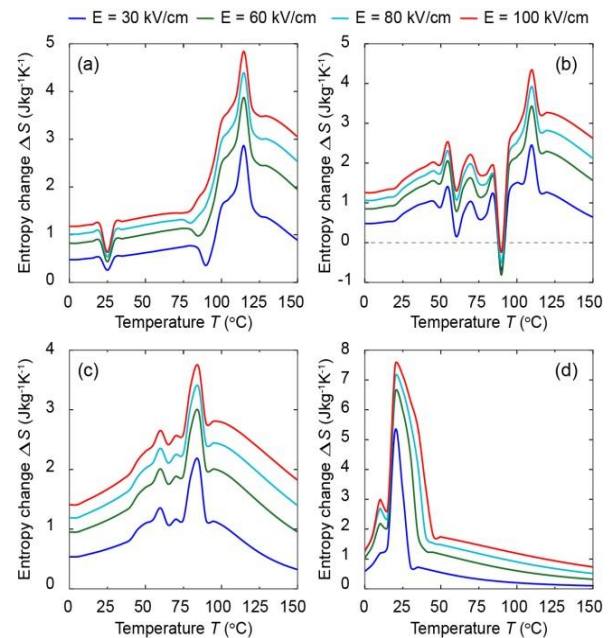 E = 30 kV/cm E = 60 kV/cm E = 80 kV/cm E = 100 kV/cm
(a)
Entropy change ΔS (Jkg⁻¹K⁻¹)
5
4
3
2
1
0
0 25 50 75 100 125 150
Temperature T (°C)
(b)
Entropy change ΔS (Jkg⁻¹K⁻¹)
5
4
3
2
1
0
-1
0 25 50 75 100 125 150
Temperature T (°C)
(c)
Entropy change ΔS (Jkg⁻¹K⁻¹)
4
3
2
1
0
0 25 50 75 100 125 150
Temperature T (°C)
(d)
Entropy change ΔS (Jkg⁻¹K⁻¹)
8
7
6
5
4
3
2
1
0
0 25 50 75 100 125 150
Temperature T (°C)